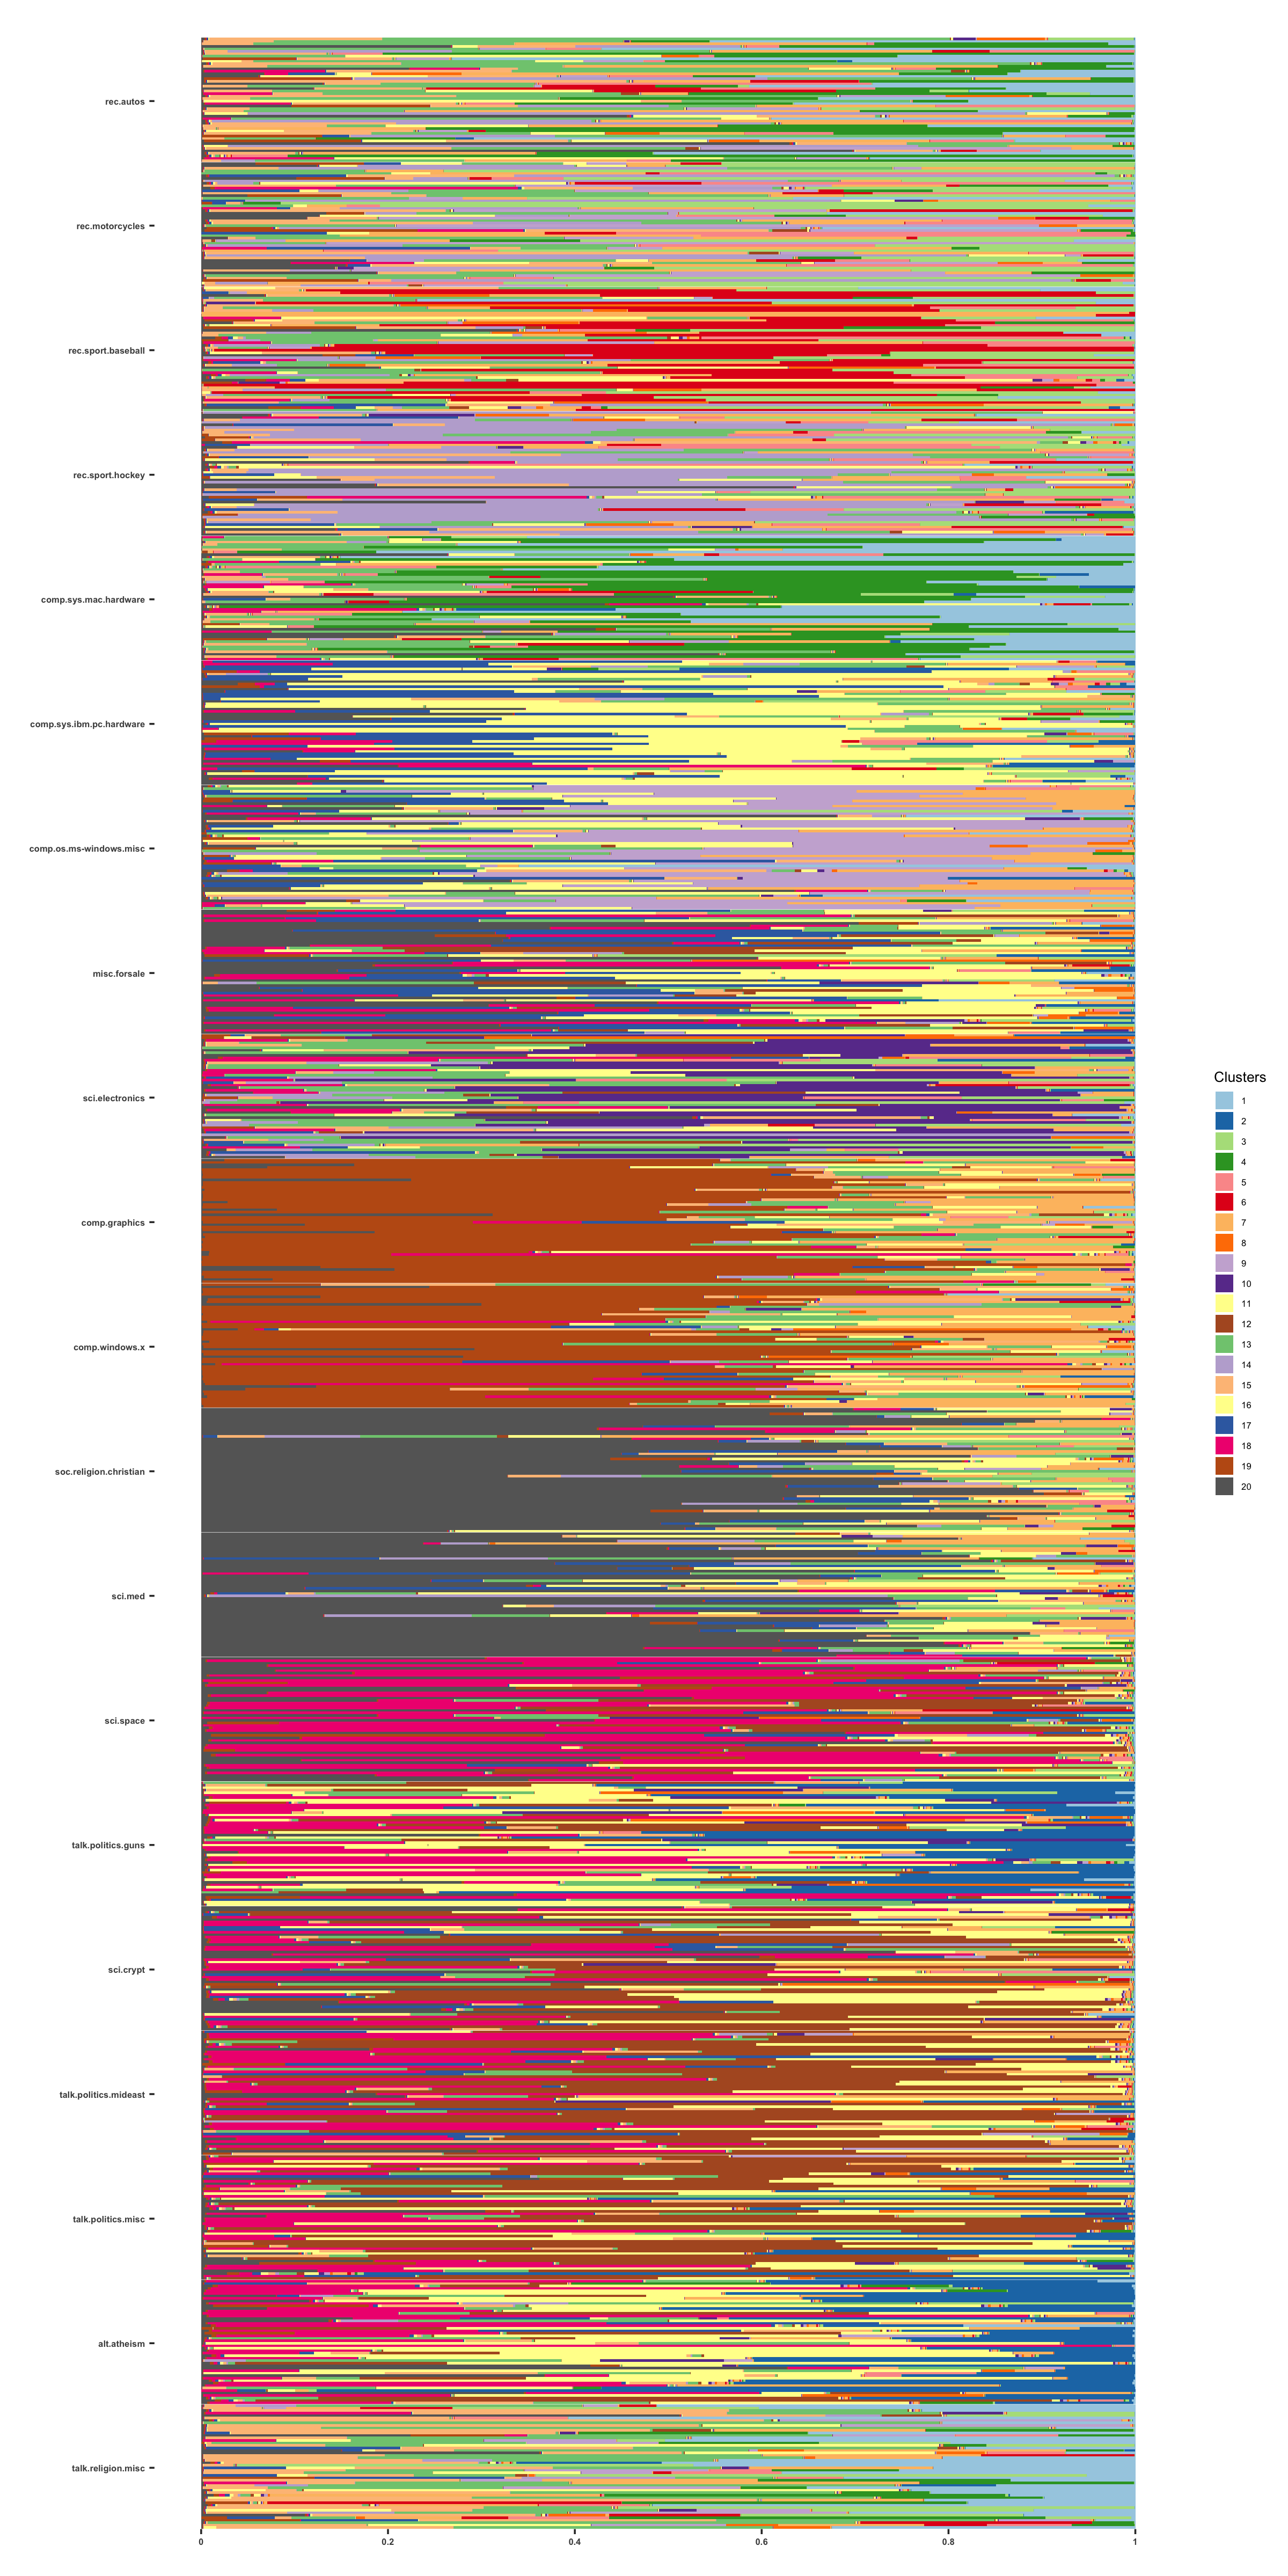 rec.autos
rec.motorcycles
rec.sport.baseball
rec.sport.hockey
comp.sys.mac.hardware
comp.sys.ibm.pc.hardware
comp.os.ms-windows.misc
misc.forsale
sci.electronics
comp.graphics
comp.windows.x
soc.religion.christian
sci.med
sci.space
talk.politics.guns
sci.crypt
talk.politics.mideast
talk.politics.misc
alt.atheism
talk.religion.misc
0 0.2 0.4 0.6 0.8 1
Clusters
1
2
3
4
5
6
7
8
9
10
11
12
13
14
15
16
17
18
19
20